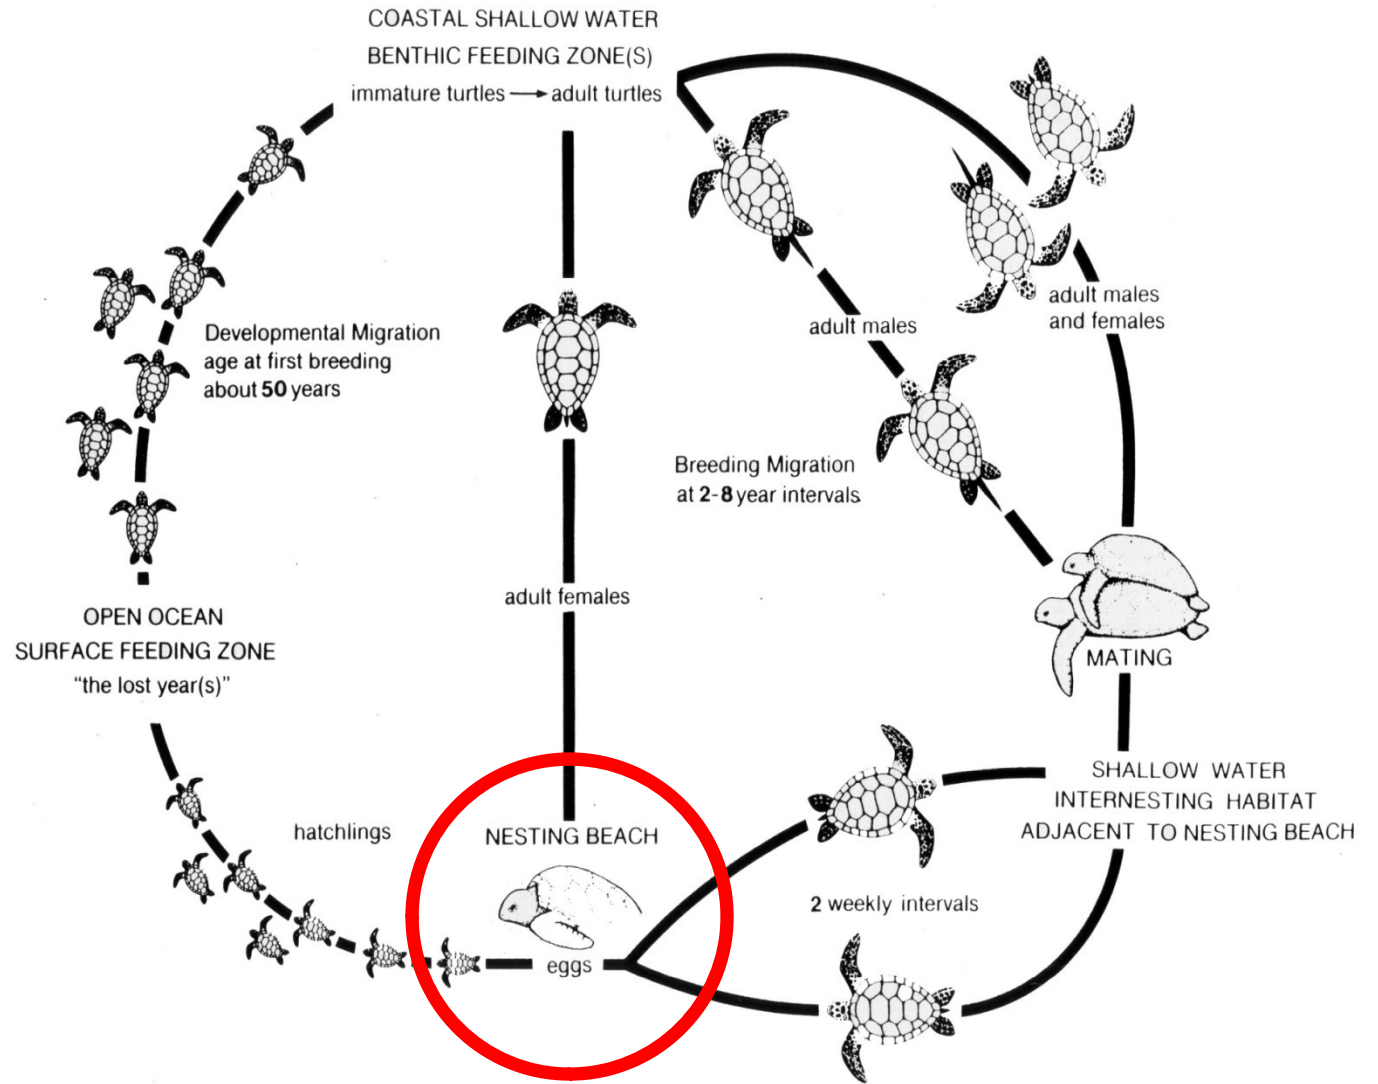 COASTAL SHALLOW WATER
BENTHIC FEEDING ZONE(S)
immature turtles → adult turtles
Developmental Migration
age at first breeding
about 50 years
adult males
adult males
and females
Breeding Migration
at 2-8 year intervals
adult females
OPEN OCEAN
SURFACE FEEDING ZONE
"the lost year(s)"
MATING
SHALLOW WATER
INTERNESTING HABITAT
ADJACENT TO NESTING BEACH
hatchlings
NESTING BEACH
eggs
2 weekly intervals